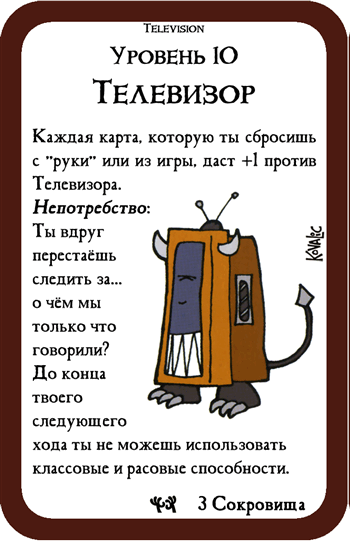 Television
Уровень 10
Телевизор
Каждая карта, которую ты сбросишь
с "руки" или из игры, даст +1 против
Телевизора.
Непотребство:
Ты вдруг
перестаёшь
следить за...
о чём мы
только что
говорили?
До конца
твоего
следующего
хода ты не можешь использовать
классовые и расовые способности.
Kovalic
3 Сокровища